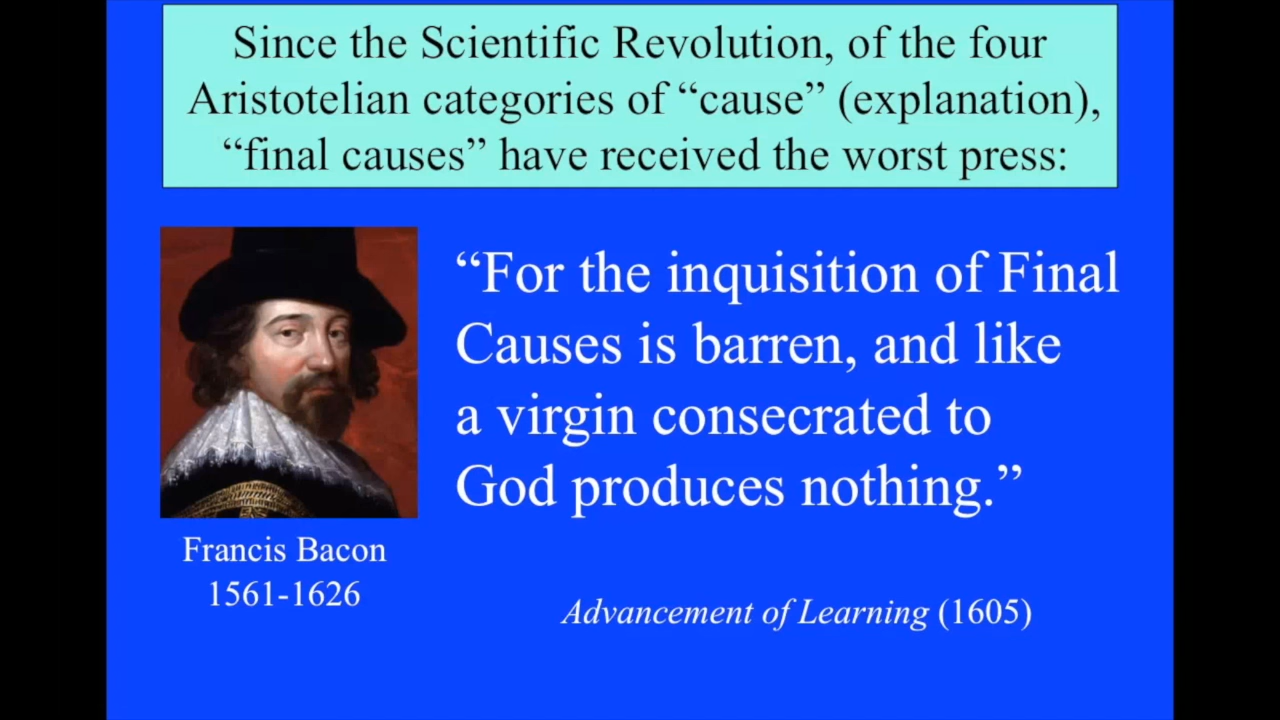 Since the Scientific Revolution, of the four
Aristotelian categories of “cause” (explanation),
“final causes” have received the worst press:
“For the inquisition of Final
Causes is barren, and like
a virgin consecrated to
God produces nothing.”
Francis Bacon
1561-1626
Advancement of Learning (1605)